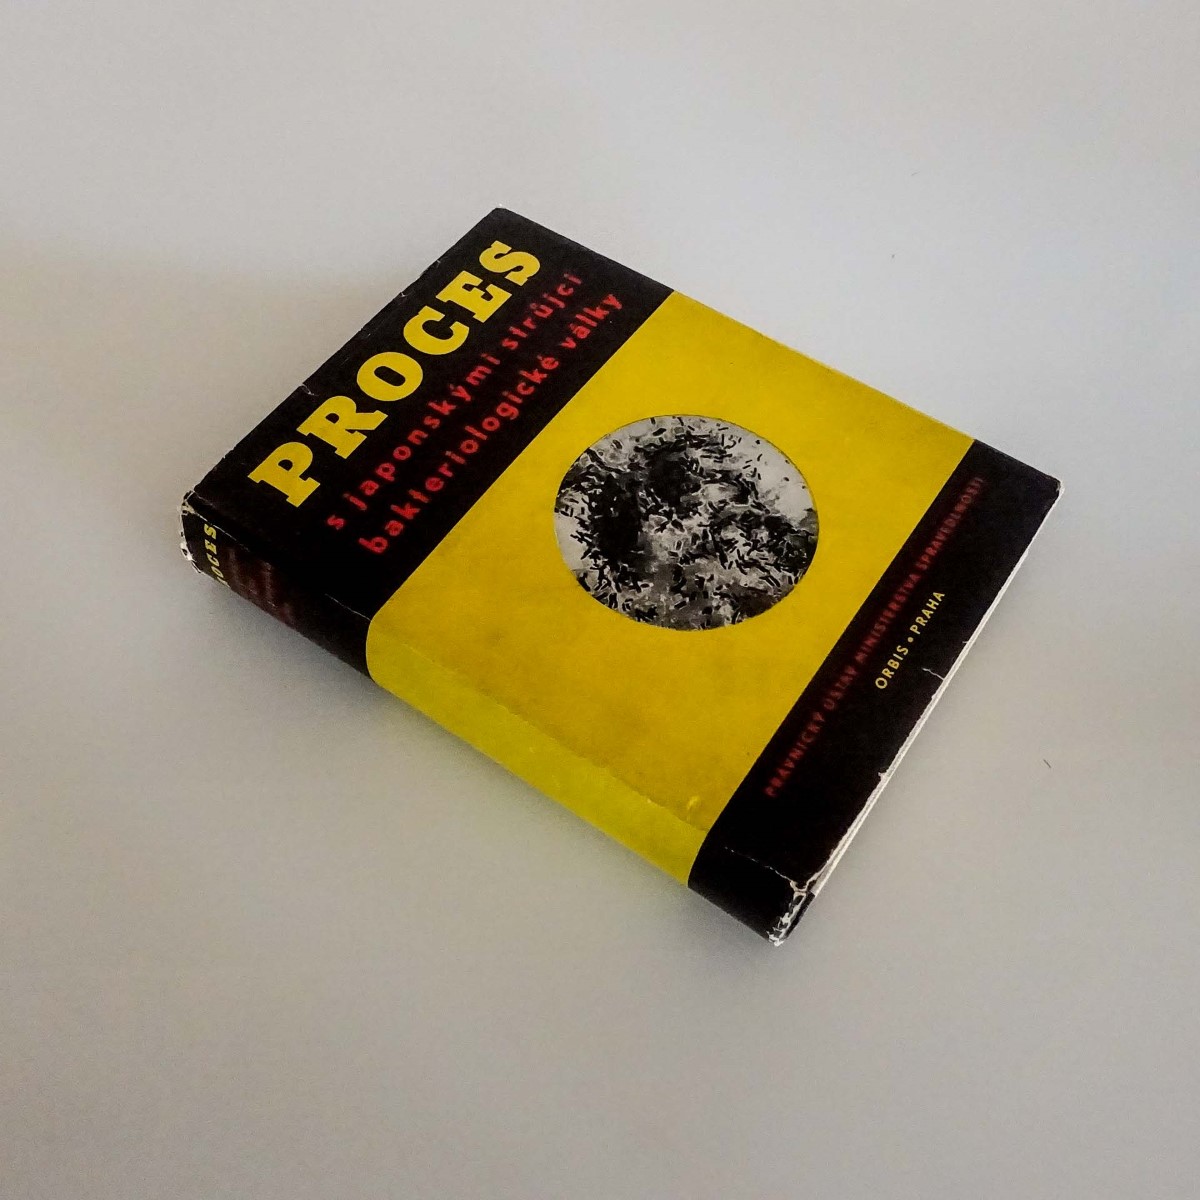 PROCES
s japonskými strůjci
bakteriologické války
PRÁVNICKÝ ÚSTAV MINISTERSTVA SPRAVEDLNOSTI
ORBIS • PRAHA
OCES